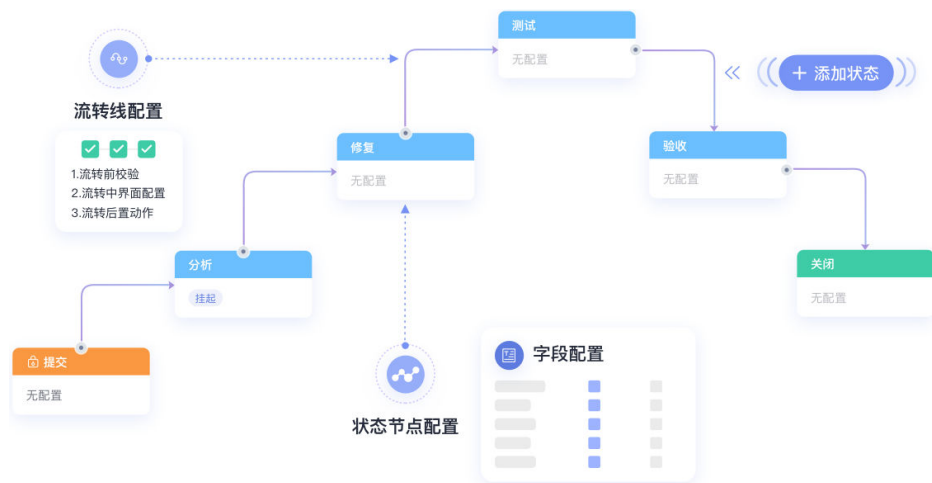 测试
无配置
添加状态
流转线配置
1.流转前校验
2.流转中界面配置
3.流转后置动作
修复
无配置
验收
无配置
分析
挂起
关闭
无配置
提交
无配置
字段配置
状态节点配置